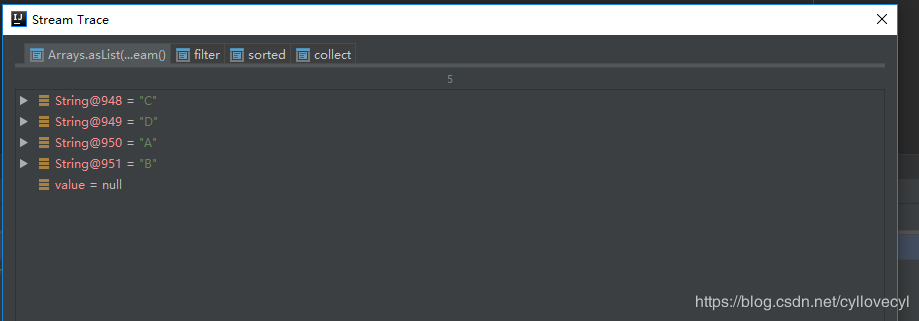 IJ Stream Trace
Arrays.asList(...eam() filter sorted collect
5
String@948 = "C"
String@949 = "D"
String@950 = "A"
String@951 = "B"
value = null
https://blog.csdn.net/cyllovecyl